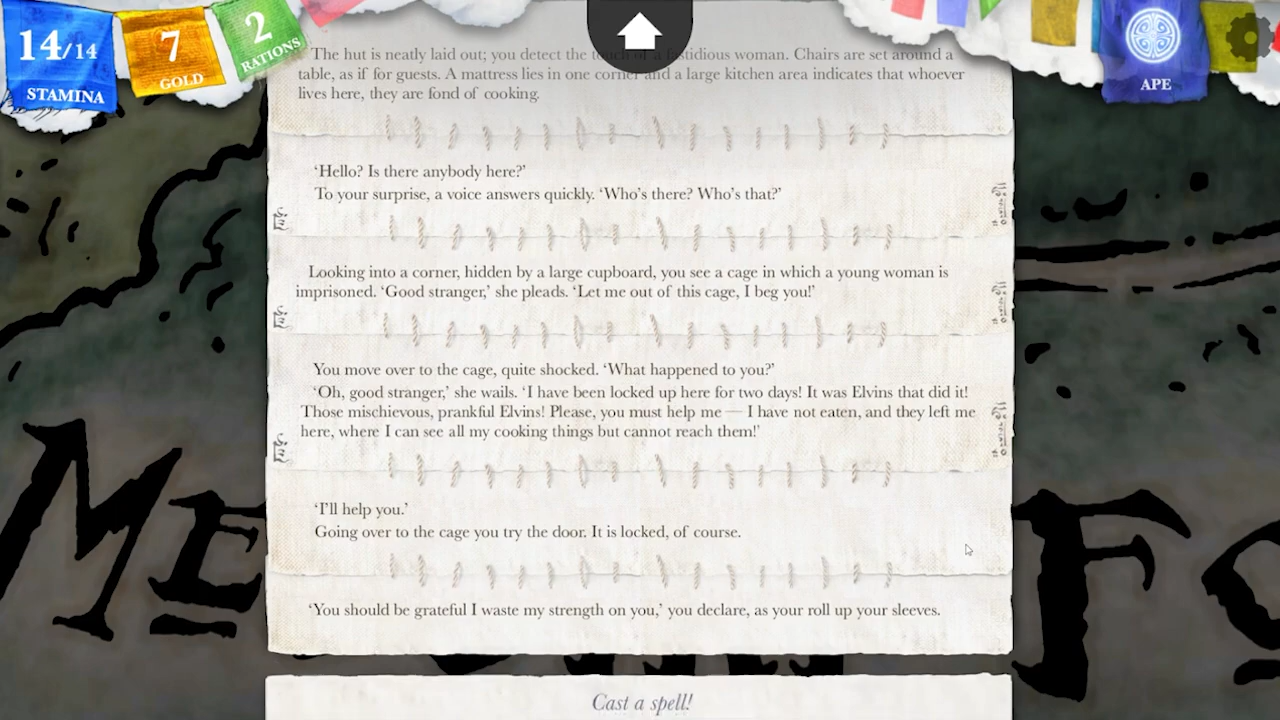 14/14
STAMINA
7
GOLD
2
RATIONS
APE
The hut is neatly laid out; you detect the touch of a fastidious woman. Chairs are set around a
table, as if for guests. A mattress lies in one corner and a large kitchen area indicates that whoever
lives here, they are fond of cooking.
‘Hello? Is there anybody here?’
To your surprise, a voice answers quickly. ‘Who’s there? Who’s that?’
Looking into a corner, hidden by a large cupboard, you see a cage in which a young woman is
imprisoned. ‘Good stranger,’ she pleads. ‘Let me out of this cage, I beg you!’
You move over to the cage, quite shocked. ‘What happened to you?’
‘Oh, good stranger,’ she wails. ‘I have been locked up here for two days! It was Elvins that did it!
Those mischievous, prankful Elvins! Please, you must help me — I have not eaten, and they left me
here, where I can see all my cooking things but cannot reach them!’
‘I’ll help you.’
Going over to the cage you try the door. It is locked, of course.
‘You should be grateful I waste my strength on you,’ you declare, as your roll up your sleeves.
Cast a spell!